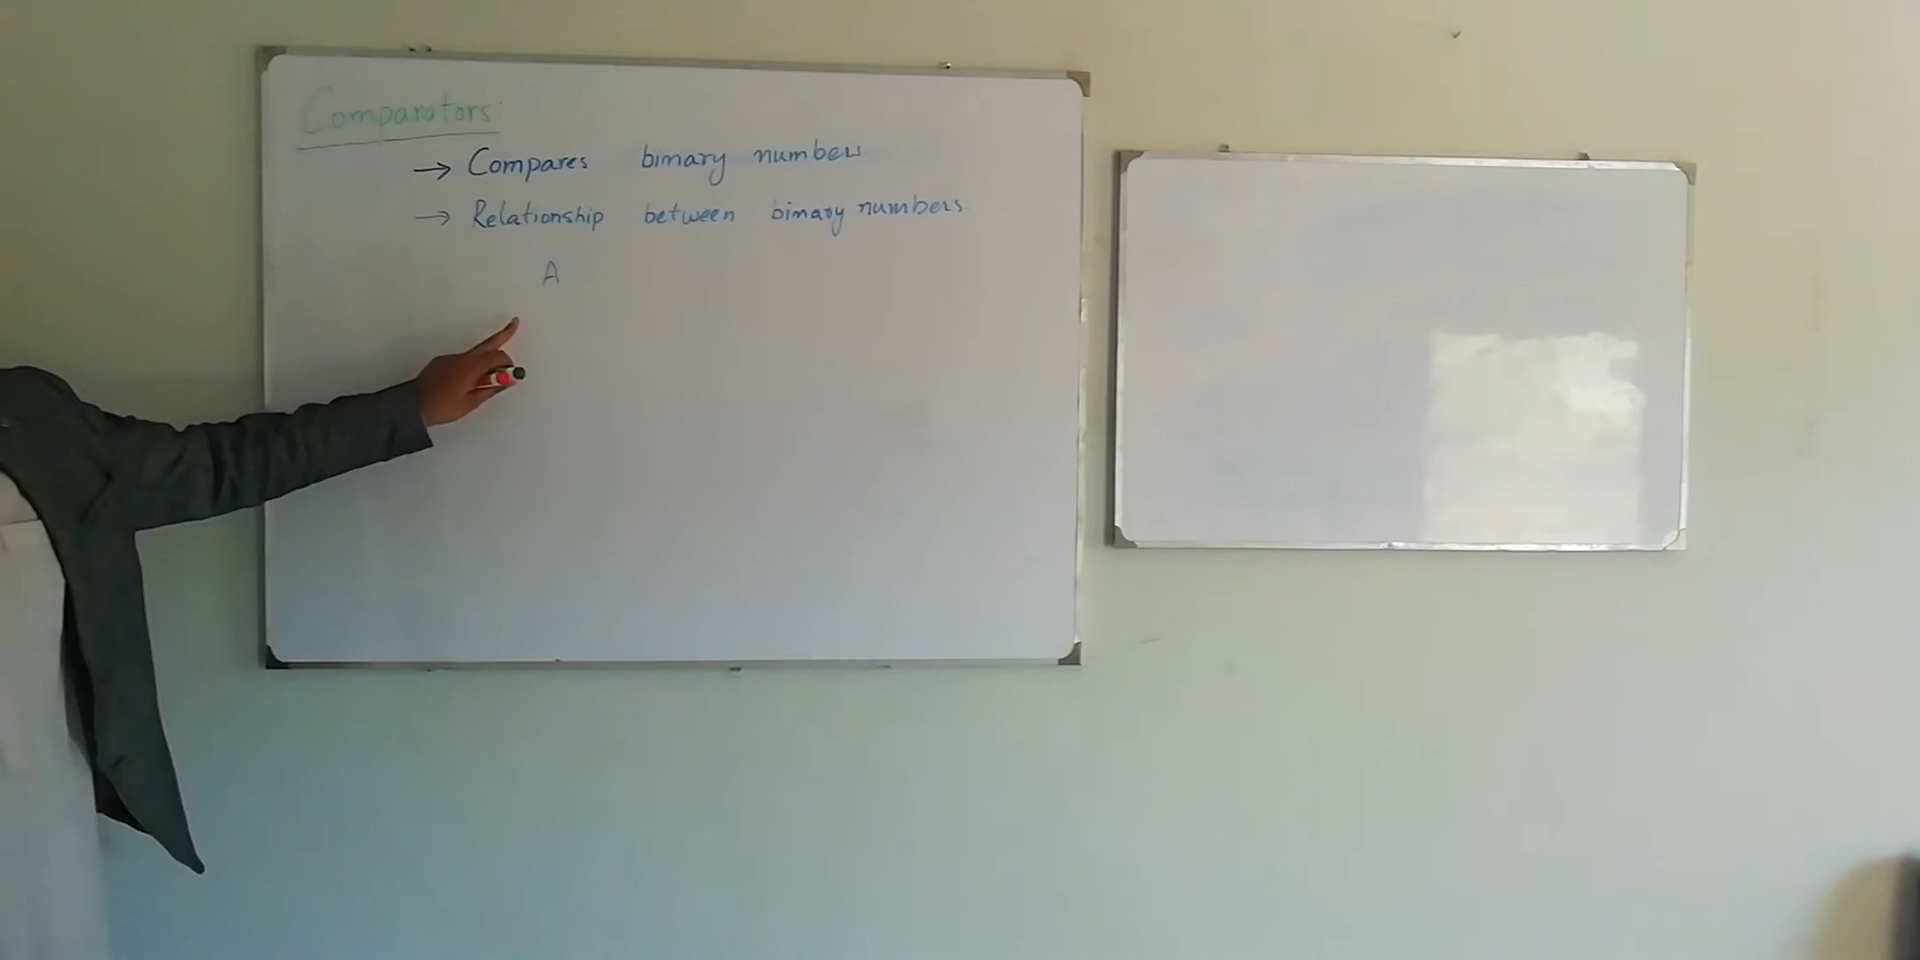 Comparators:
→ Compares binary numbers
→ Relationship between binary numbers.
A